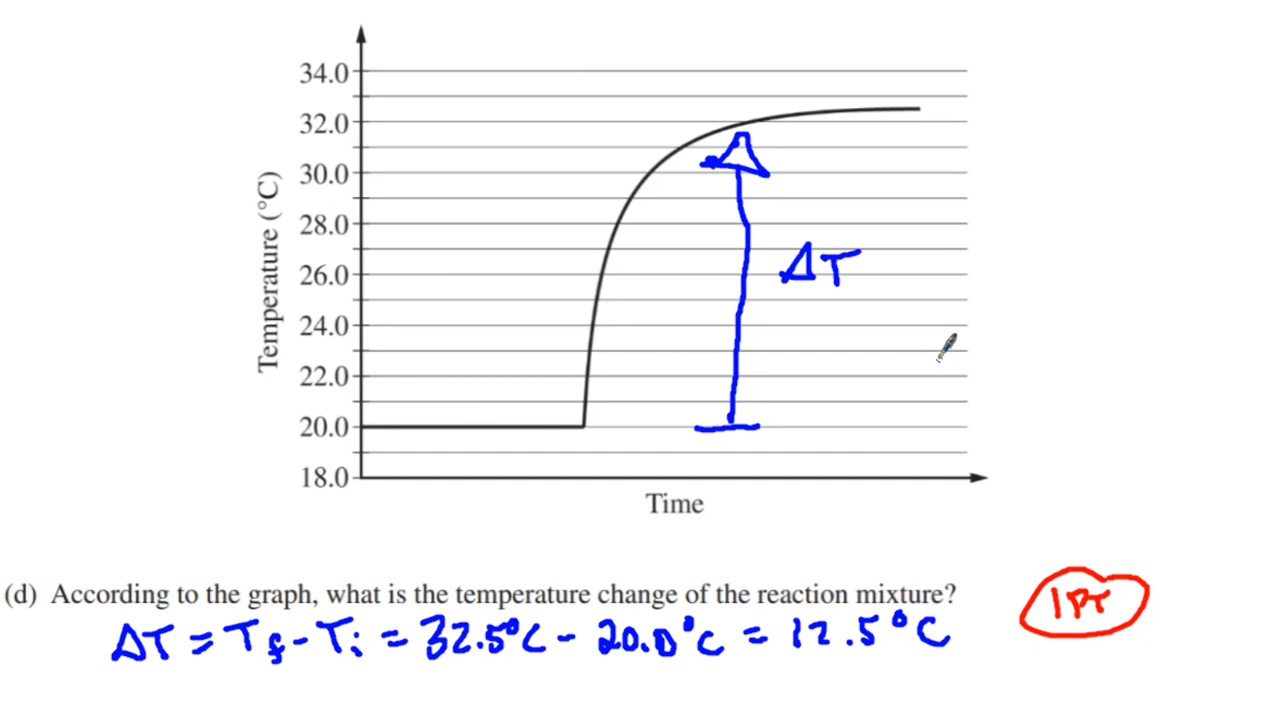 34.0
32.0
30.0
28.0
26.0
24.0
22.0
20.0
18.0
Temperature (°C)
ΔT
Time
(d) According to the graph, what is the temperature change of the reaction mixture?
1 PT
ΔT = Tf - Ti = 32.5°C - 20.0°C = 12.5°C